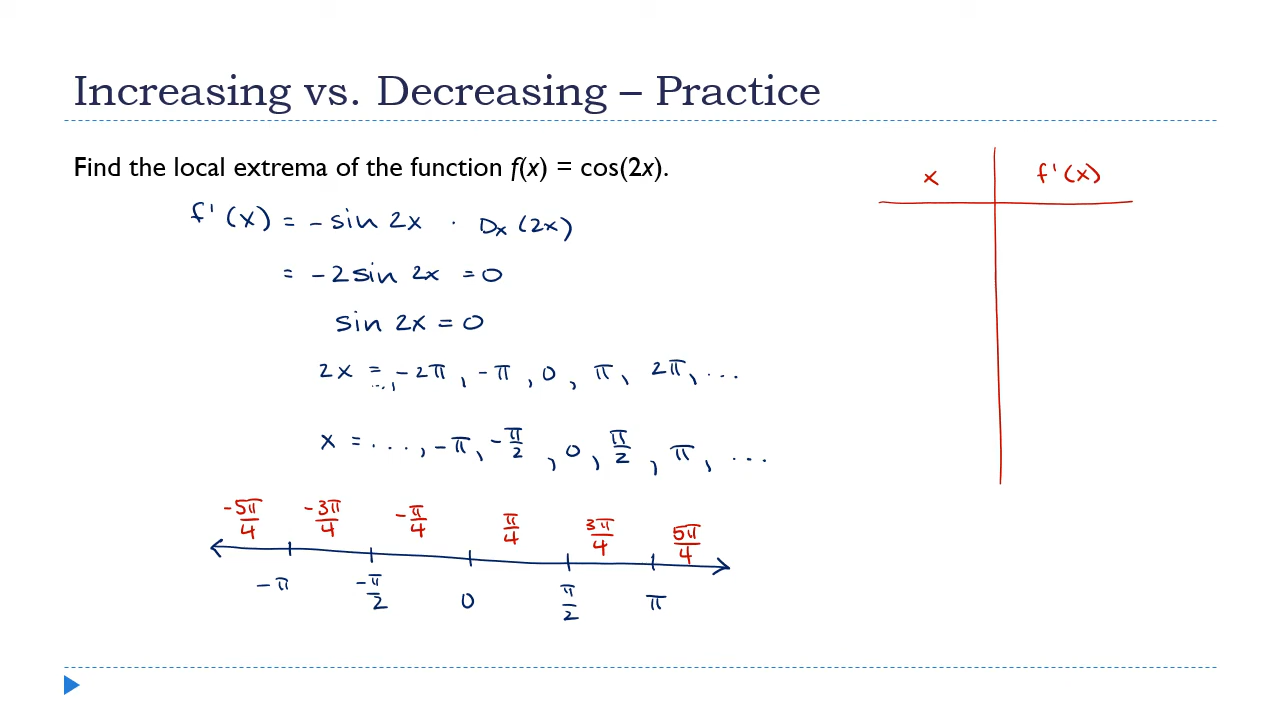 Increasing vs. Decreasing – Practice
Find the local extrema of the function f(x) = cos(2x).
x f'(x)
f'(x) = - sin 2x · Dx (2x)
= -2 sin 2x = 0
sin 2x = 0
2x = ..., -2π, -π, 0, π, 2π, ...
x = ..., -π, -π/2, 0, π/2, π, ...
-5π/4 -3π/4 -π/4 π/4 3π/4 5π/4
-π -π/2 0 π/2 π